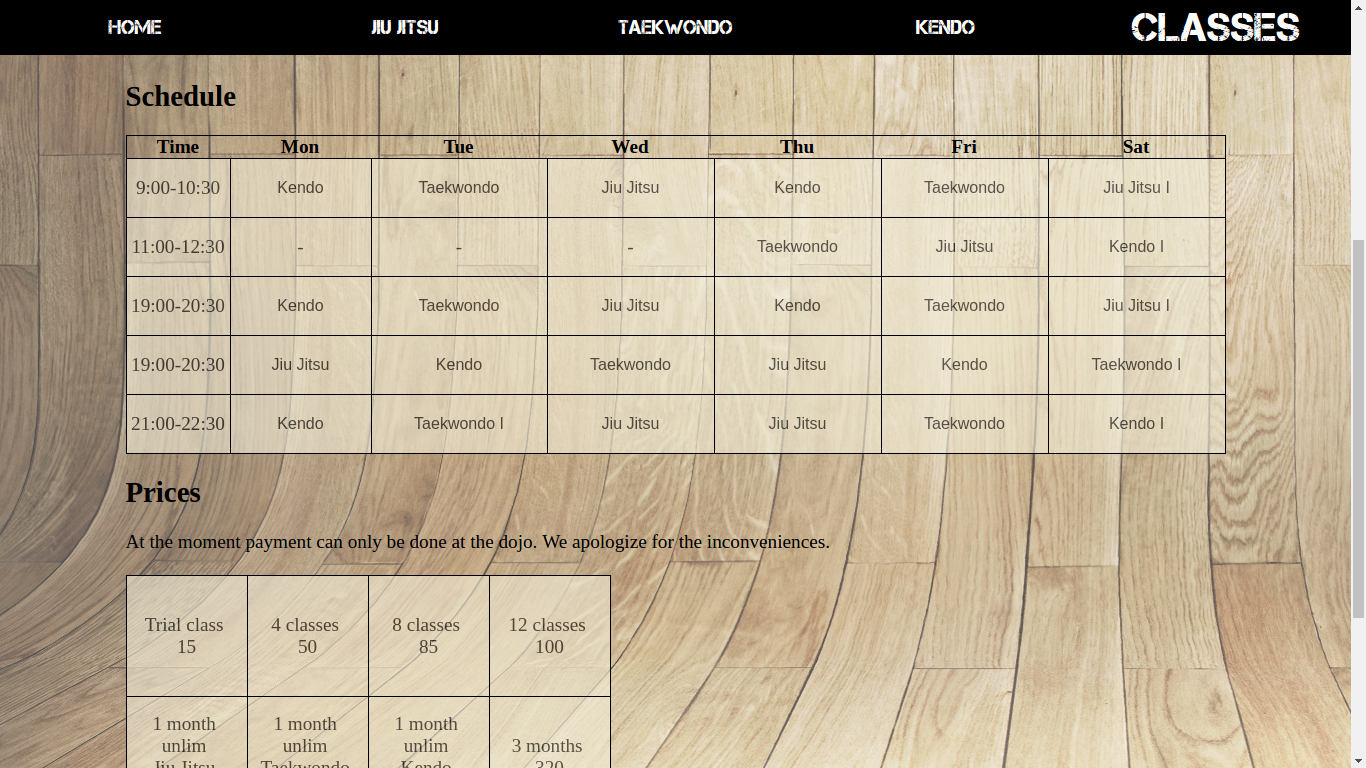 HOME JIU JITSU TAEKWONDO KENDO CLASSES
Schedule
Time Mon Tue Wed Thu Fri Sat
9:00-10:30 Kendo Taekwondo Jiu Jitsu Kendo Taekwondo Jiu Jitsu I
11:00-12:30 - - - Taekwondo Jiu Jitsu Kendo I
19:00-20:30 Kendo Taekwondo Jiu Jitsu Kendo Taekwondo Jiu Jitsu I
19:00-20:30 Jiu Jitsu Kendo Taekwondo Jiu Jitsu Kendo Taekwondo I
21:00-22:30 Kendo Taekwondo I Jiu Jitsu Jiu Jitsu Taekwondo Kendo I
Prices
At the moment payment can only be done at the dojo. We apologize for the inconveniences.
Trial class 4 classes 8 classes 12 classes
15 50 85 100
1 month 1 month 1 month
unlim unlim unlim 3 months
Jiu Jitsu Taekwondo Kendo 320